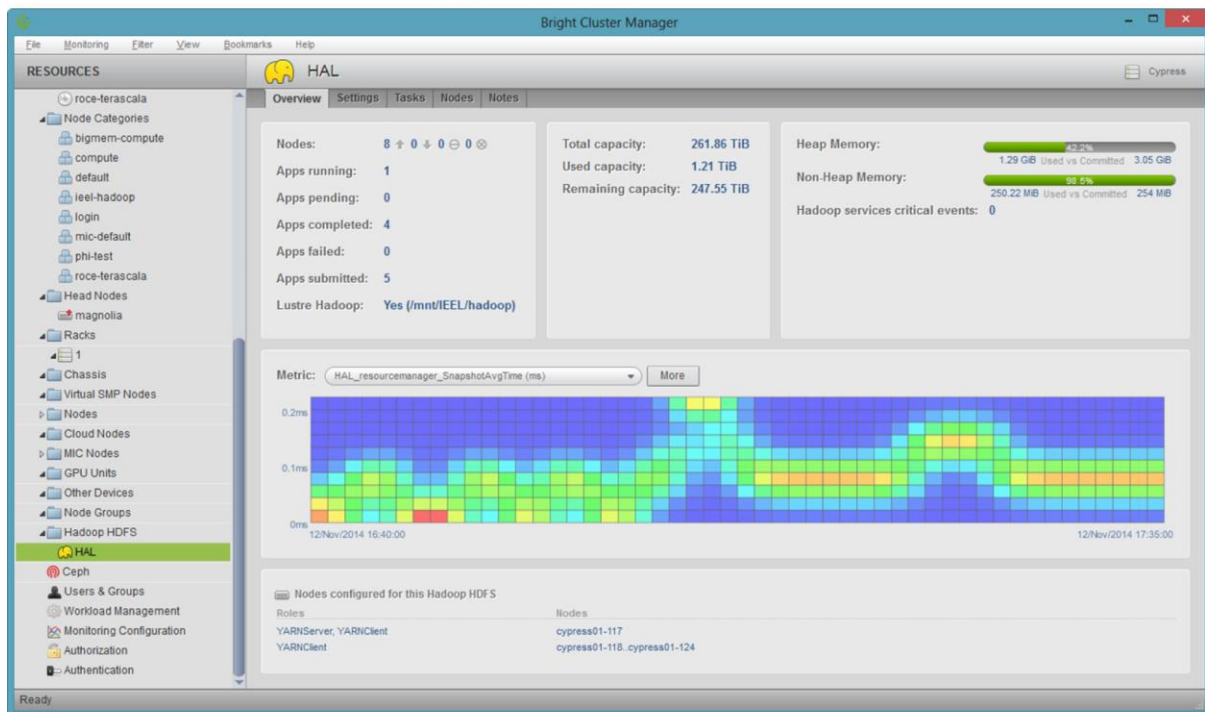 Bright Cluster Manager
File Monitoring Filter View Bookmarks Help
RESOURCES
HAL
Cypress
roce-terascala
Node Categories
bigmem-compute
compute
default
ieel-hadoop
login
mic-default
phi-test
roce-terascala
Head Nodes
magnolia
Racks
1
Chassis
Virtual SMP Nodes
Nodes
Cloud Nodes
MIC Nodes
GPU Units
Other Devices
Node Groups
Hadoop HDFS
HAL
Ceph
Users & Groups
Workload Management
Monitoring Configuration
Authorization
Authentication
Overview Settings Tasks Nodes Notes
Nodes: 8 0 0 0
Apps running: 1
Apps pending: 0
Apps completed: 4
Apps failed: 0
Apps submitted: 5
Lustre Hadoop: Yes (/mnt/IEEL/hadoop)
Total capacity: 261.86 TiB
Used capacity: 1.21 TiB
Remaining capacity: 247.55 TiB
Heap Memory: 42.2%
1.29 GiB Used vs Committed 3.05 GiB
Non-Heap Memory: 98.5%
250.22 MiB Used vs Committed 254 MiB
Hadoop services critical events: 0
Metric: HAL_resourcemanager_SnapshotAvgTime (ms) More
0.2ms
0.1ms
0ms
12/Nov/2014 16:40:00 12/Nov/2014 17:35:00
Nodes configured for this Hadoop HDFS
Roles Nodes
YARNServer, YARNClient cypress01-117
YARNClient cypress01-118..cypress01-124
Ready